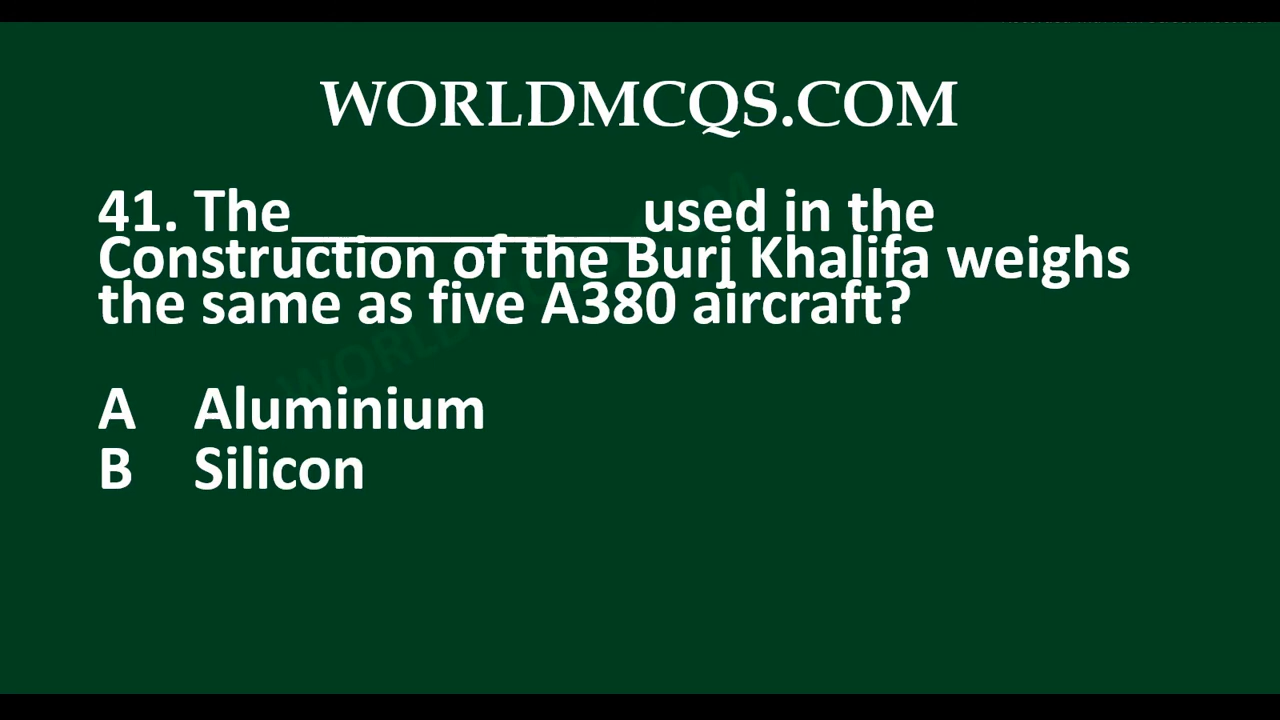 WORLDMCQS.COM
41. The____________used in the
Construction of the Burj Khalifa weighs
the same as five A380 aircraft?
A Aluminium
B Silicon